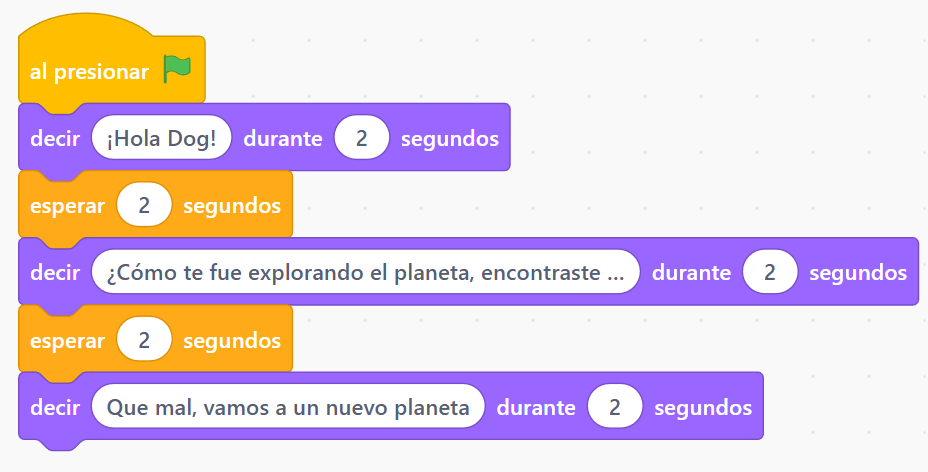 al presionar
decir ¡Hola Dog! durante 2 segundos
esperar 2 segundos
decir ¿Cómo te fue explorando el planeta, encontraste ... durante 2 segundos
esperar 2 segundos
decir Que mal, vamos a un nuevo planeta durante 2 segundos